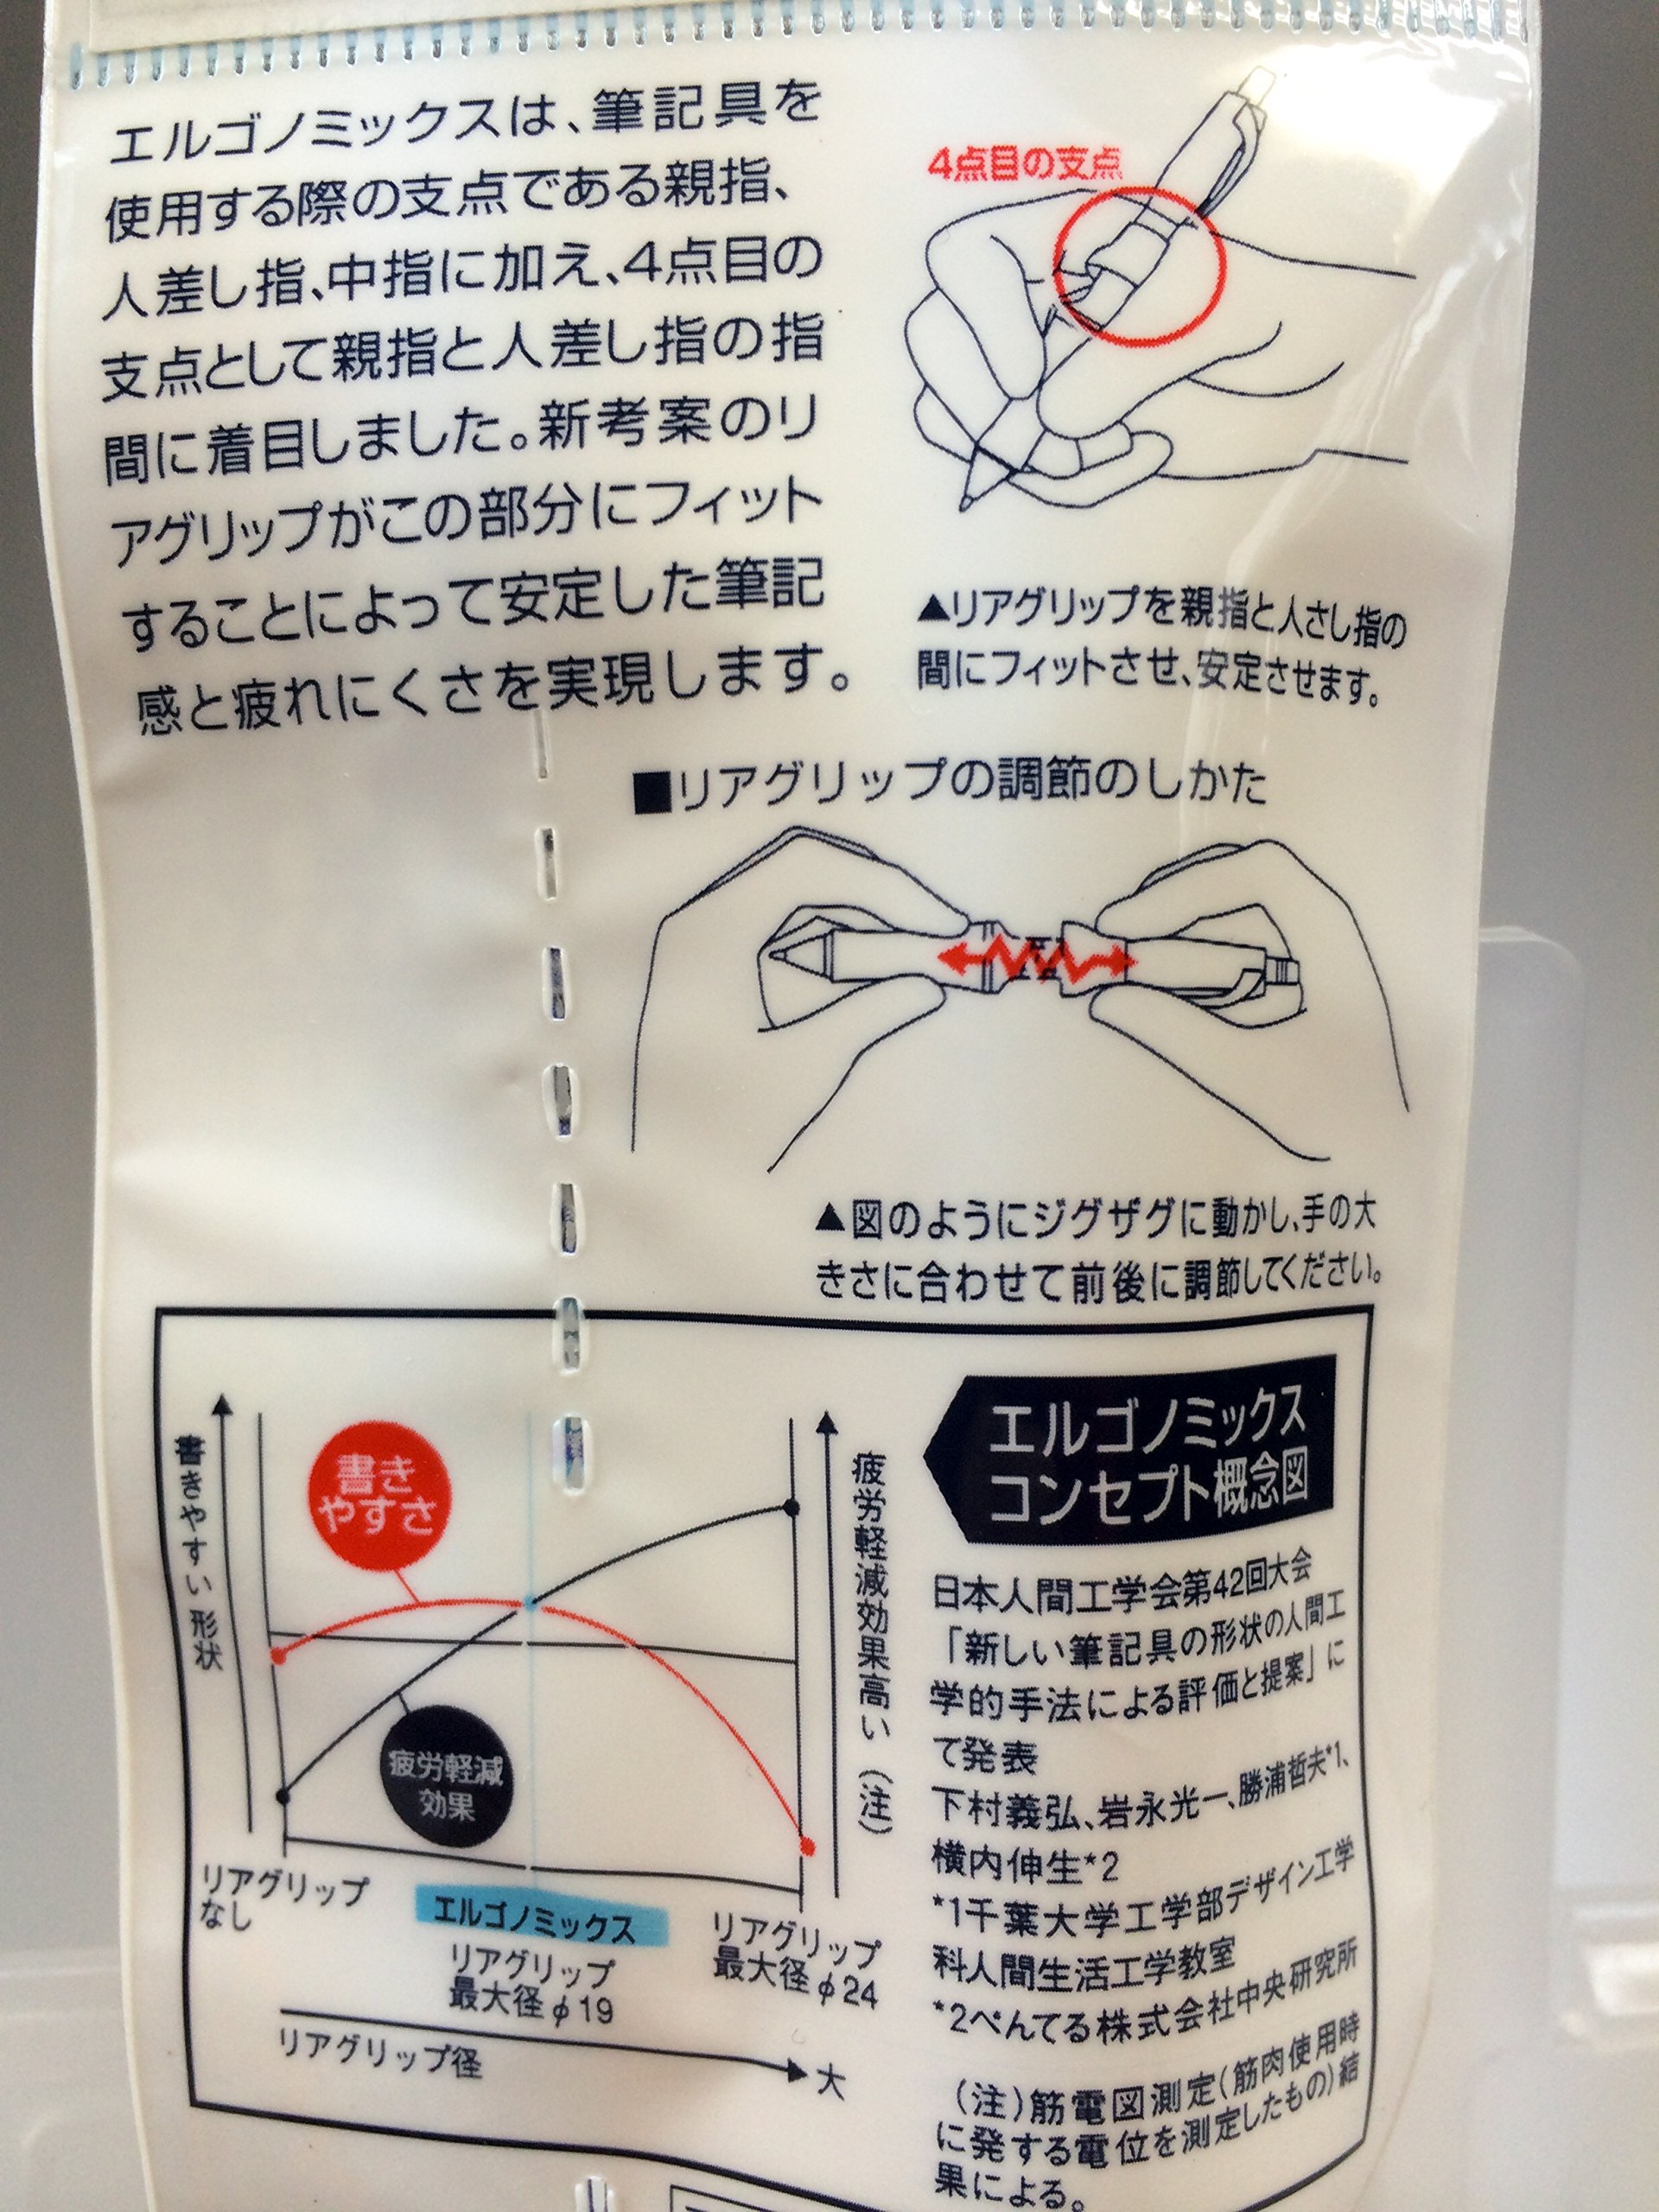 エルゴノミックスは、筆記具を
使用する際の支点である親指、
人差し指、中指に加え、4点目の
支点として親指と人差し指の指
間に着目しました。新考案のリ
アグリップがこの部分にフィット
することによって安定した筆記
感と疲れにくさを実現します。
4点目の支点
▲リアグリップを親指と人さし指の
間にフィットさせ、安定させます。
■リアグリップの調節のしかた
▲図のようにジグザグに動かし、手の大
きさに合わせて前後に調節してください。
書きやすい形状
書き
やすさ
疲労軽減
効果
疲労軽減効果高い(注)
リアグリップ
なし
エルゴノミックス
リアグリップ
最大径φ19
リアグリップ
最大径φ24
リアグリップ径
大
エルゴノミックス
コンセプト概念図
日本人間工学会第42回大会
「新しい筆記具の形状の人間工
学的手法による評価と提案」に
て発表
下村義弘、岩永光一、勝浦哲夫*1、
横内伸生*2
*1千葉大学工学部デザイン工学
科人間生活工学教室
*2ぺんてる株式会社中央研究所
(注)筋電図測定(筋肉使用時
に発する電位を測定したもの)結
果による。